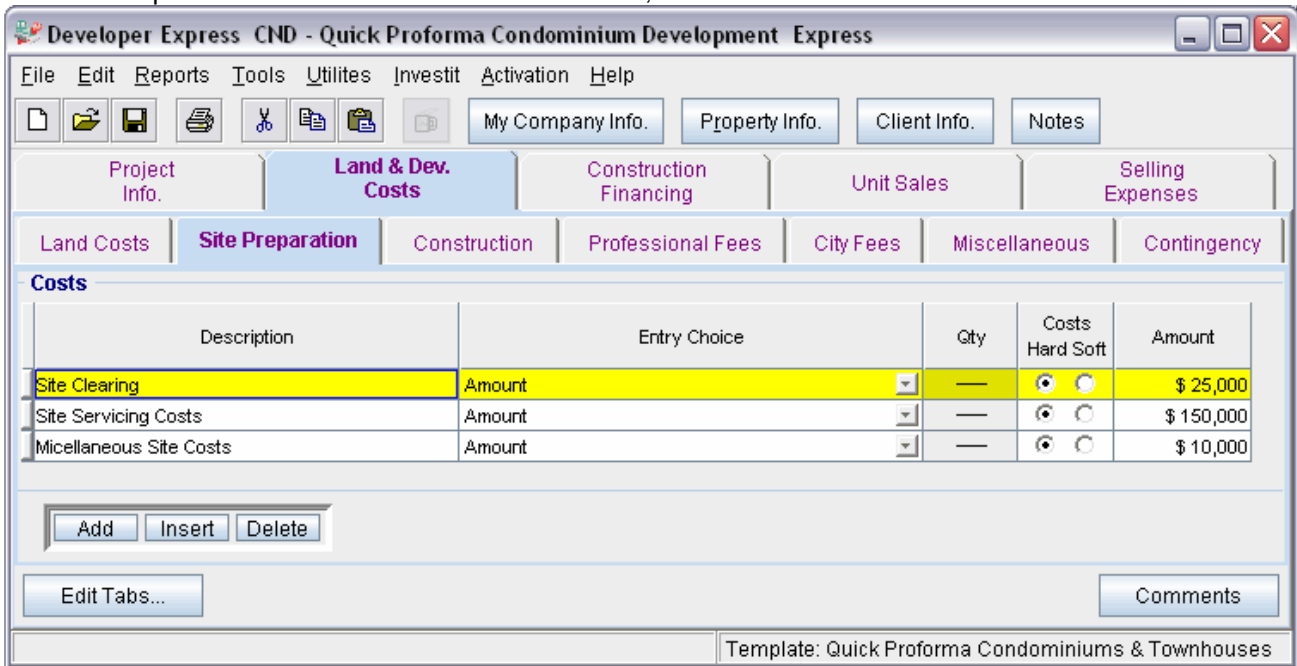 Developer Express CND - Quick Proforma Condominium Development Express
File Edit Reports Tools Utilites Investit Activation Help
My Company Info. Property Info. Client Info. Notes
Project Info. Land & Dev. Costs Construction Financing Unit Sales Selling Expenses
Land Costs Site Preparation Construction Professional Fees City Fees Miscellaneous Contingency
Costs
Description Entry Choice Qty Costs Hard Soft Amount
Site Clearing Amount — $ 25,000
Site Servicing Costs Amount — $ 150,000
Micellaneous Site Costs Amount — $ 10,000
Add Insert Delete
Edit Tabs... Comments
Template: Quick Proforma Condominiums & Townhouses